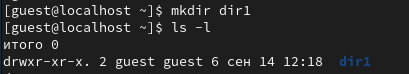 [guest@localhost ~]$ mkdir dir1
[guest@localhost ~]$ ls -l
итого 0
drwxr-xr-x. 2 guest guest 6 сен 14 12:18 dir1